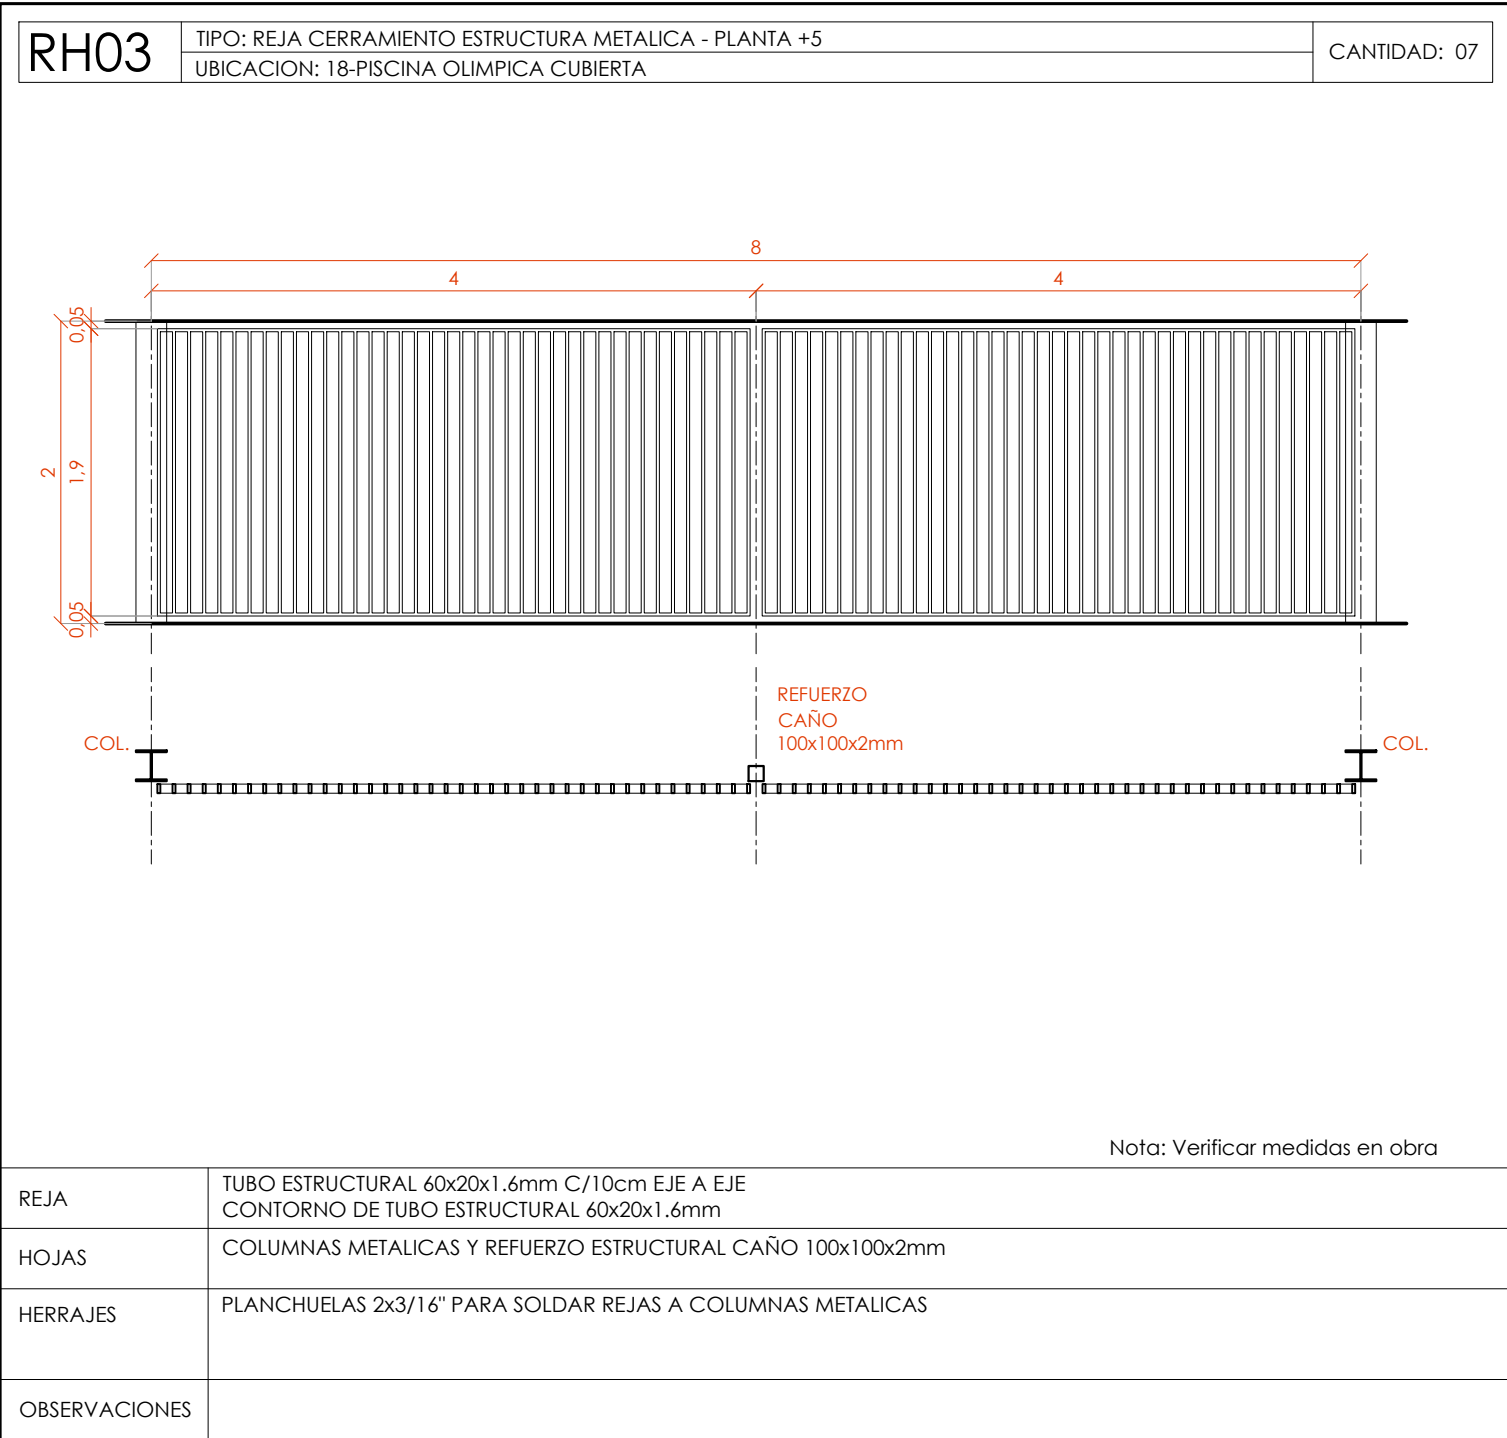 RH03
TIPO: REJA CERRAMIENTO ESTRUCTURA METALICA - PLANTA +5
UBICACION: 18-PISCINA OLIMPICA CUBIERTA
CANTIDAD: 07
8
4
4
0,05
2
1,9
0,05
REFUERZO
CAÑO
100x100x2mm
COL.
COL.
Nota: Verificar medidas en obra
REJA
TUBO ESTRUCTURAL 60x20x1.6mm C/10cm EJE A EJE
CONTORNO DE TUBO ESTRUCTURAL 60x20x1.6mm
HOJAS
COLUMNAS METALICAS Y REFUERZO ESTRUCTURAL CAÑO 100x100x2mm
HERRAJES
PLANCHUELAS 2x3/16" PARA SOLDAR REJAS A COLUMNAS METALICAS
OBSERVACIONES